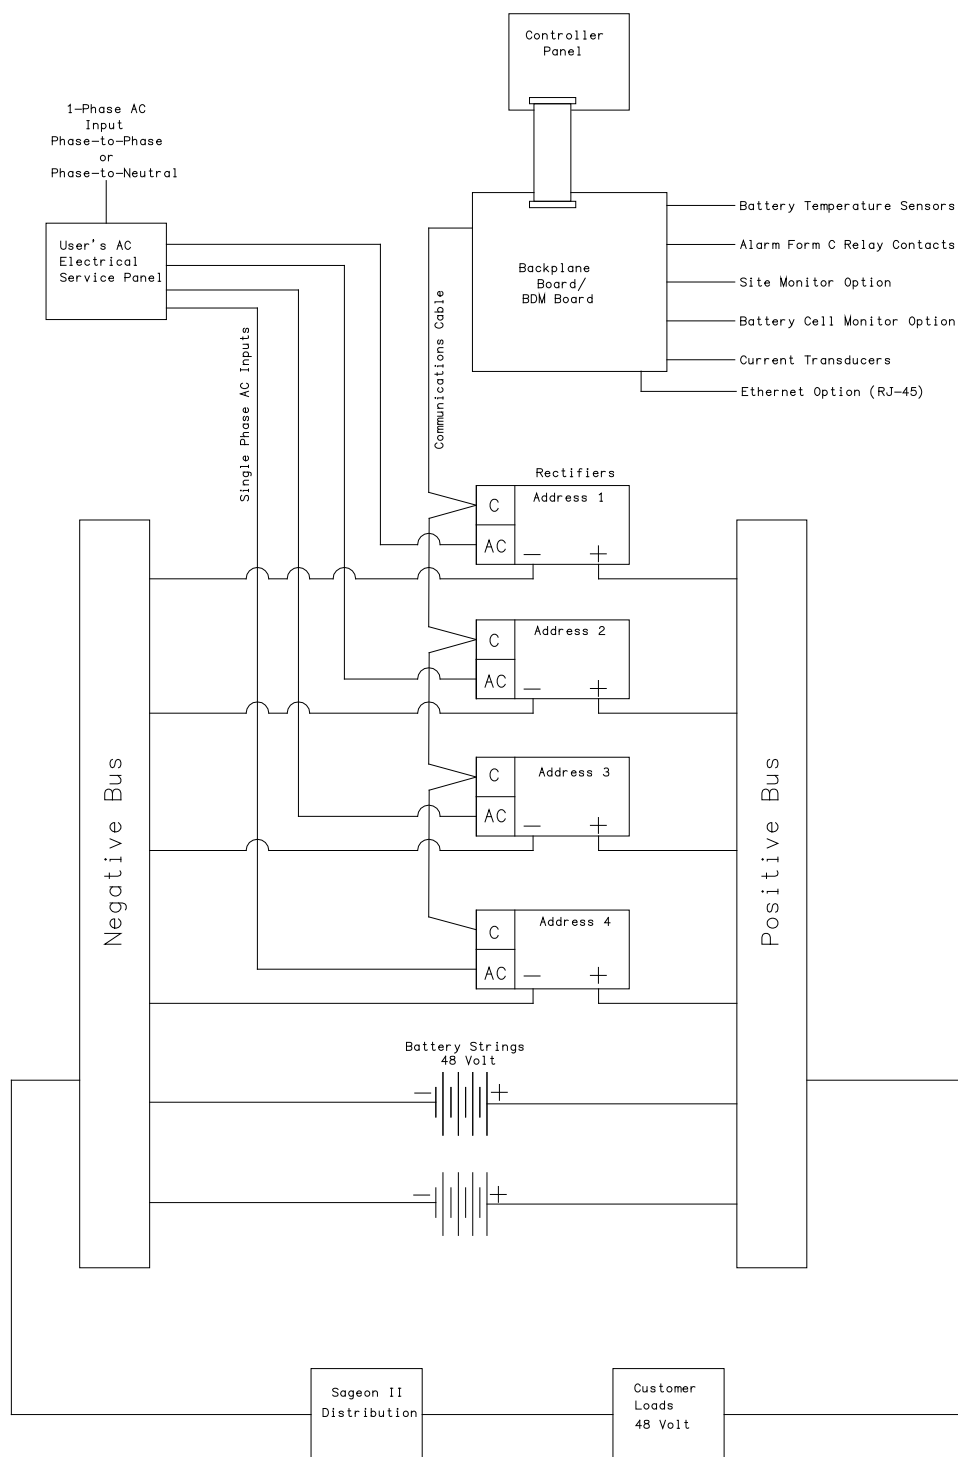 Controller
Panel
1-Phase AC
Input
Phase-to-Phase
or
Phase-to-Neutral
User's AC
Electrical
Service Panel
Backplane
Board/
BDM Board
Battery Temperature Sensors
Alarm Form C Relay Contacts
Site Monitor Option
Battery Cell Monitor Option
Current Transducers
Ethernet Option (RJ-45)
Single Phase AC Inputs
Communications Cable
Rectifiers
C
Address 1
AC
- +
C
Address 2
AC
- +
C
Address 3
AC
- +
C
Address 4
AC
- +
Negative Bus
Positive Bus
Battery Strings
48 Volt
- +
- +
Sageon II
Distribution
Customer
Loads
48 Volt